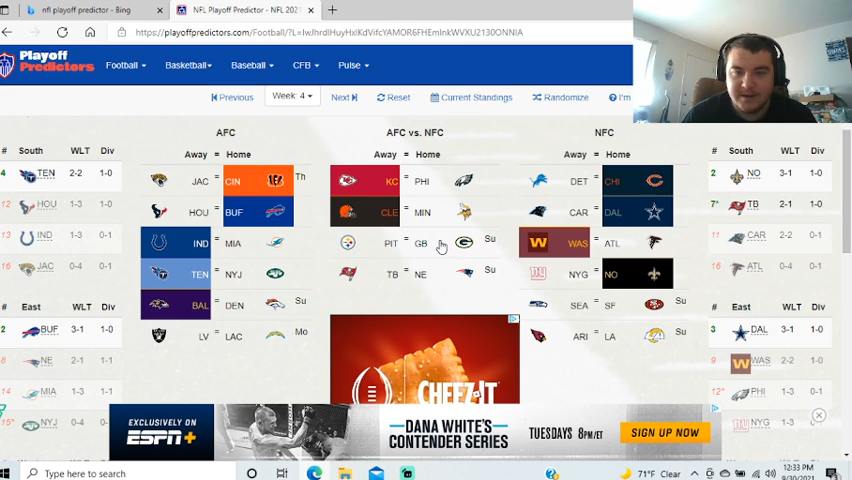 nfl playoff predictor - Bing
NFL Playoff Predictor - NFL 2021
https://playoffpredictors.com/Football/?L=
Playoff Predictors
Football
Basketball
Baseball
CFB
Pulse
Previous
Week: 4
Next
Reset
Current Standings
Randomize
I'm
AFC
AFC vs. NFC
NFC
# South WLT Div
Away = Home
Away = Home
Away = Home
# South WLT Div
4 TEN 2-2 1-0
JAC = CIN Th
KC = PHI
DET = CHI
2 NO 3-1 1-0
12 HOU 1-3 1-0
HOU = BUF
CLE = MIN
CAR = DAL
7* TB 2-1 1-0
13 IND 1-3 0-1
IND = MIA
PIT = GB Su
WAS = ATL
11 CAR 2-2 0-1
16 JAC 0-4 0-1
TEN = NYJ
TB = NE Su
NYG = NO
16 ATL 0-4 0-1
# East WLT Div
BAL = DEN Su
SEA = SF Su
# East WLT Div
2 BUF 3-1 1-0
LV = LAC Mo
ARI = LA Su
3 DAL 3-1 1-0
8 NE 2-1 1-1
9 WAS 2-2 1-0
14 MIA 1-3 0-1
12* PHI 1-3 0-1
15* NYJ 0-4 0-1
NYG 1-3 0-1
CHEEZ-IT
EXCLUSIVELY ON
ESPN+
DANA WHITE'S
CONTENDER SERIES
TUESDAYS 8PM/ET
SIGN UP NOW
Type here to search
71°F Clear
12:33 PM
9/30/2021